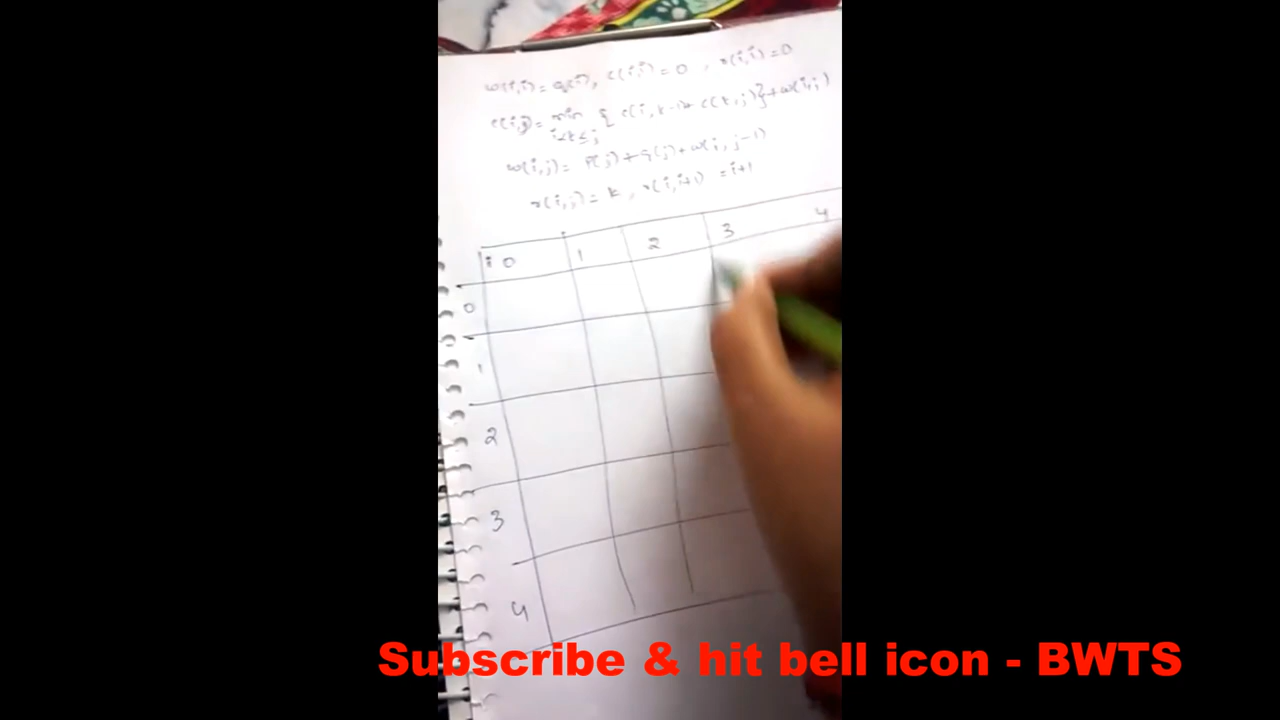 w(i,i) = q(i), c(i,i) = 0, r(i,i) = 0
c(i,j) = min { c(i,k-1)+ c(k,j)} + w(i,j)
i<k≤j
w(i,j) = P(j) + q(j) + w(i, j-1)
r(i,j) = k, r(i,i+1) = i+1
i 0 1 2 3 4
0
1
2
3
4
Subscribe & hit bell icon - BWTS